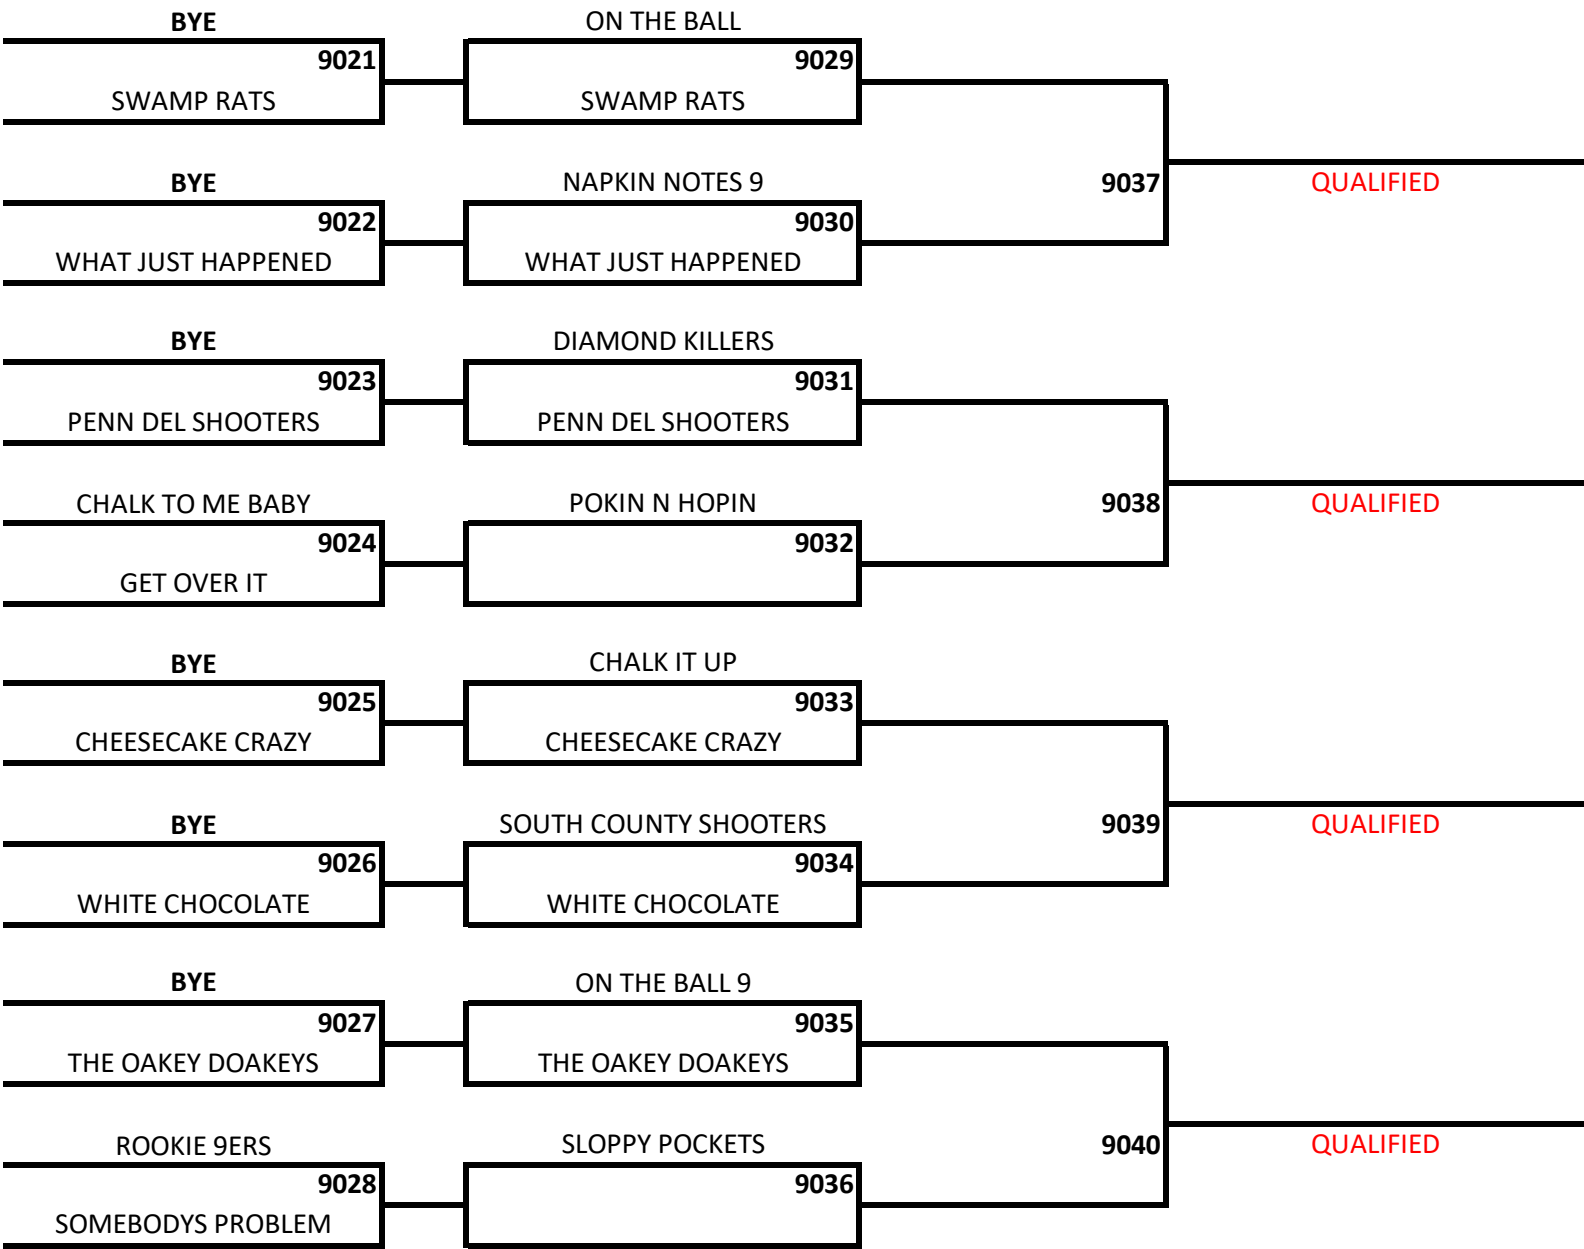 BYE
ON THE BALL
9021
9029
SWAMP RATS
SWAMP RATS
BYE
NAPKIN NOTES 9
9037
QUALIFIED
9022
9030
WHAT JUST HAPPENED
WHAT JUST HAPPENED
BYE
DIAMOND KILLERS
9023
9031
PENN DEL SHOOTERS
PENN DEL SHOOTERS
CHALK TO ME BABY
POKIN N HOPIN
9038
QUALIFIED
9024
9032
GET OVER IT
BYE
CHALK IT UP
9025
9033
CHEESECAKE CRAZY
CHEESECAKE CRAZY
BYE
SOUTH COUNTY SHOOTERS
9039
QUALIFIED
9026
9034
WHITE CHOCOLATE
WHITE CHOCOLATE
BYE
ON THE BALL 9
9027
9035
THE OAKEY DOAKEYS
THE OAKEY DOAKEYS
ROOKIE 9ERS
SLOPPY POCKETS
9040
QUALIFIED
9028
9036
SOMEBODYS PROBLEM